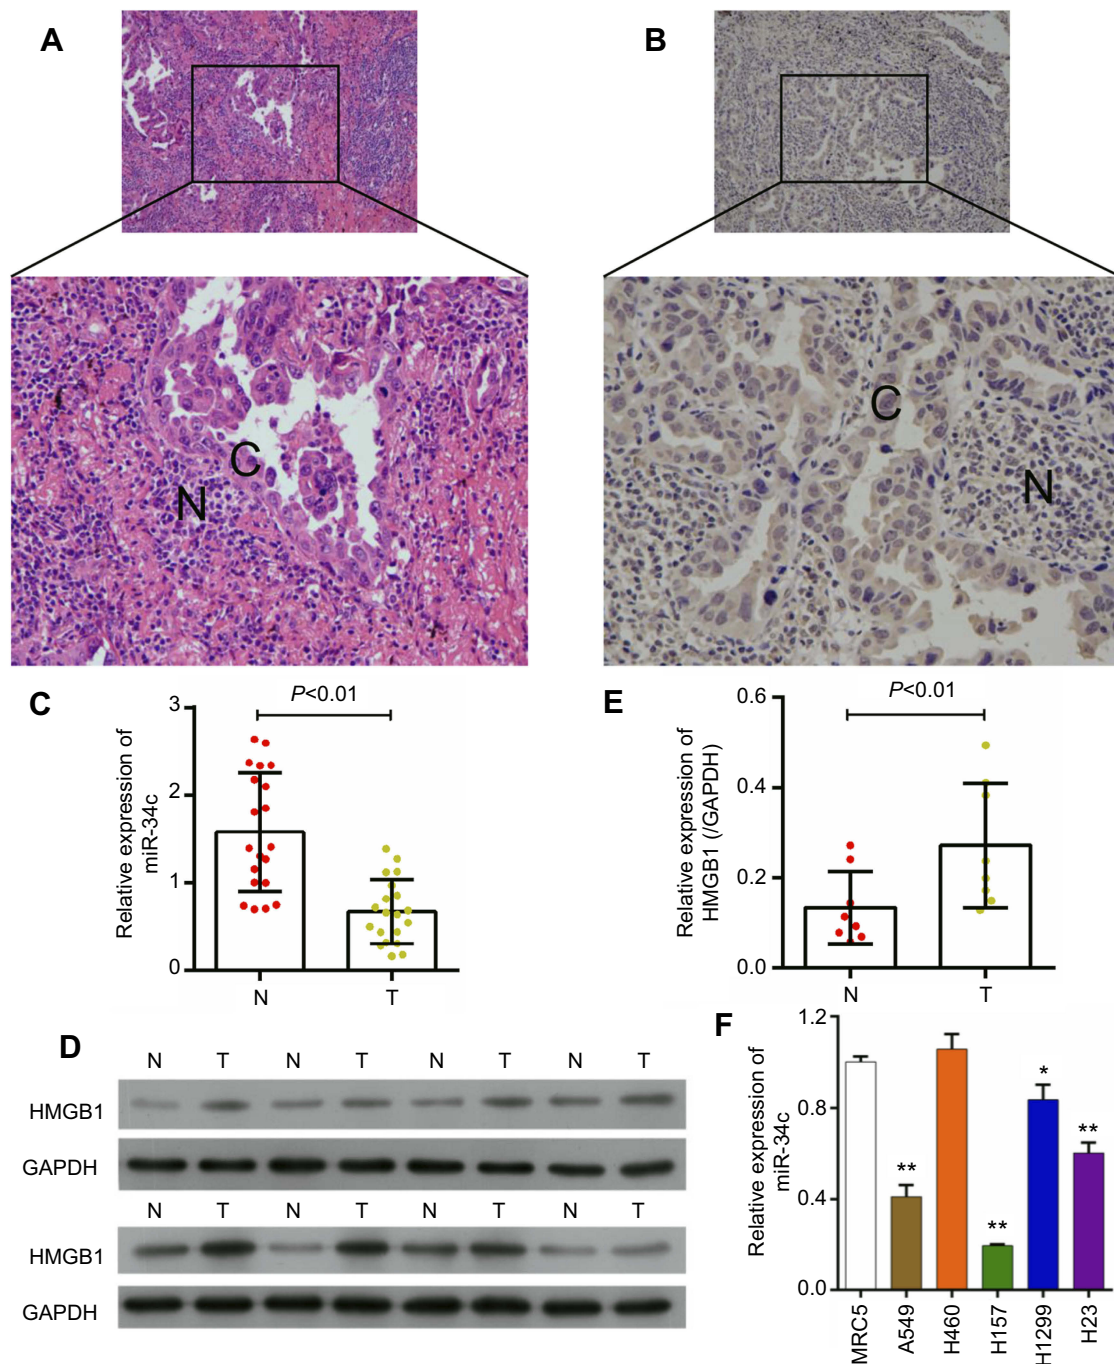 A
B
C
N
C
N
C
P<0.01
Relative expression of
miR-34c
3
2
1
0
N
T
E
P<0.01
Relative expression of
HMGB1 (/GAPDH)
0.6
0.4
0.2
0.0
N
T
D
N T N T N T N T
HMGB1
GAPDH
N T N T N T N T
HMGB1
GAPDH
F
Relative expression of
miR-34c
1.2
0.8
0.4
0.0
**
**
*
**
MRC5
A549
H460
H157
H1299
H23